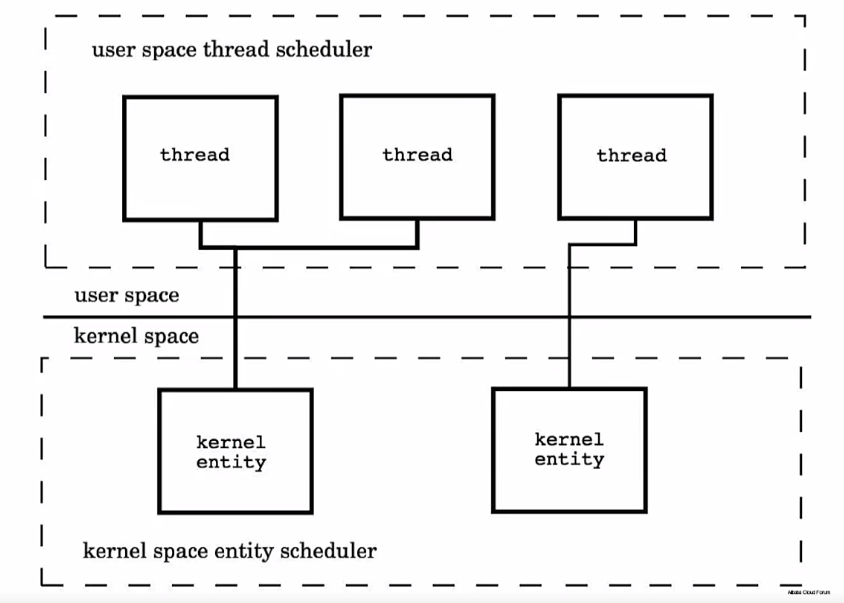 user space thread scheduler
thread
thread
thread
user space
kernel space
kernel
entity
kernel
entity
kernel space entity scheduler
Alibaba Cloud Forum